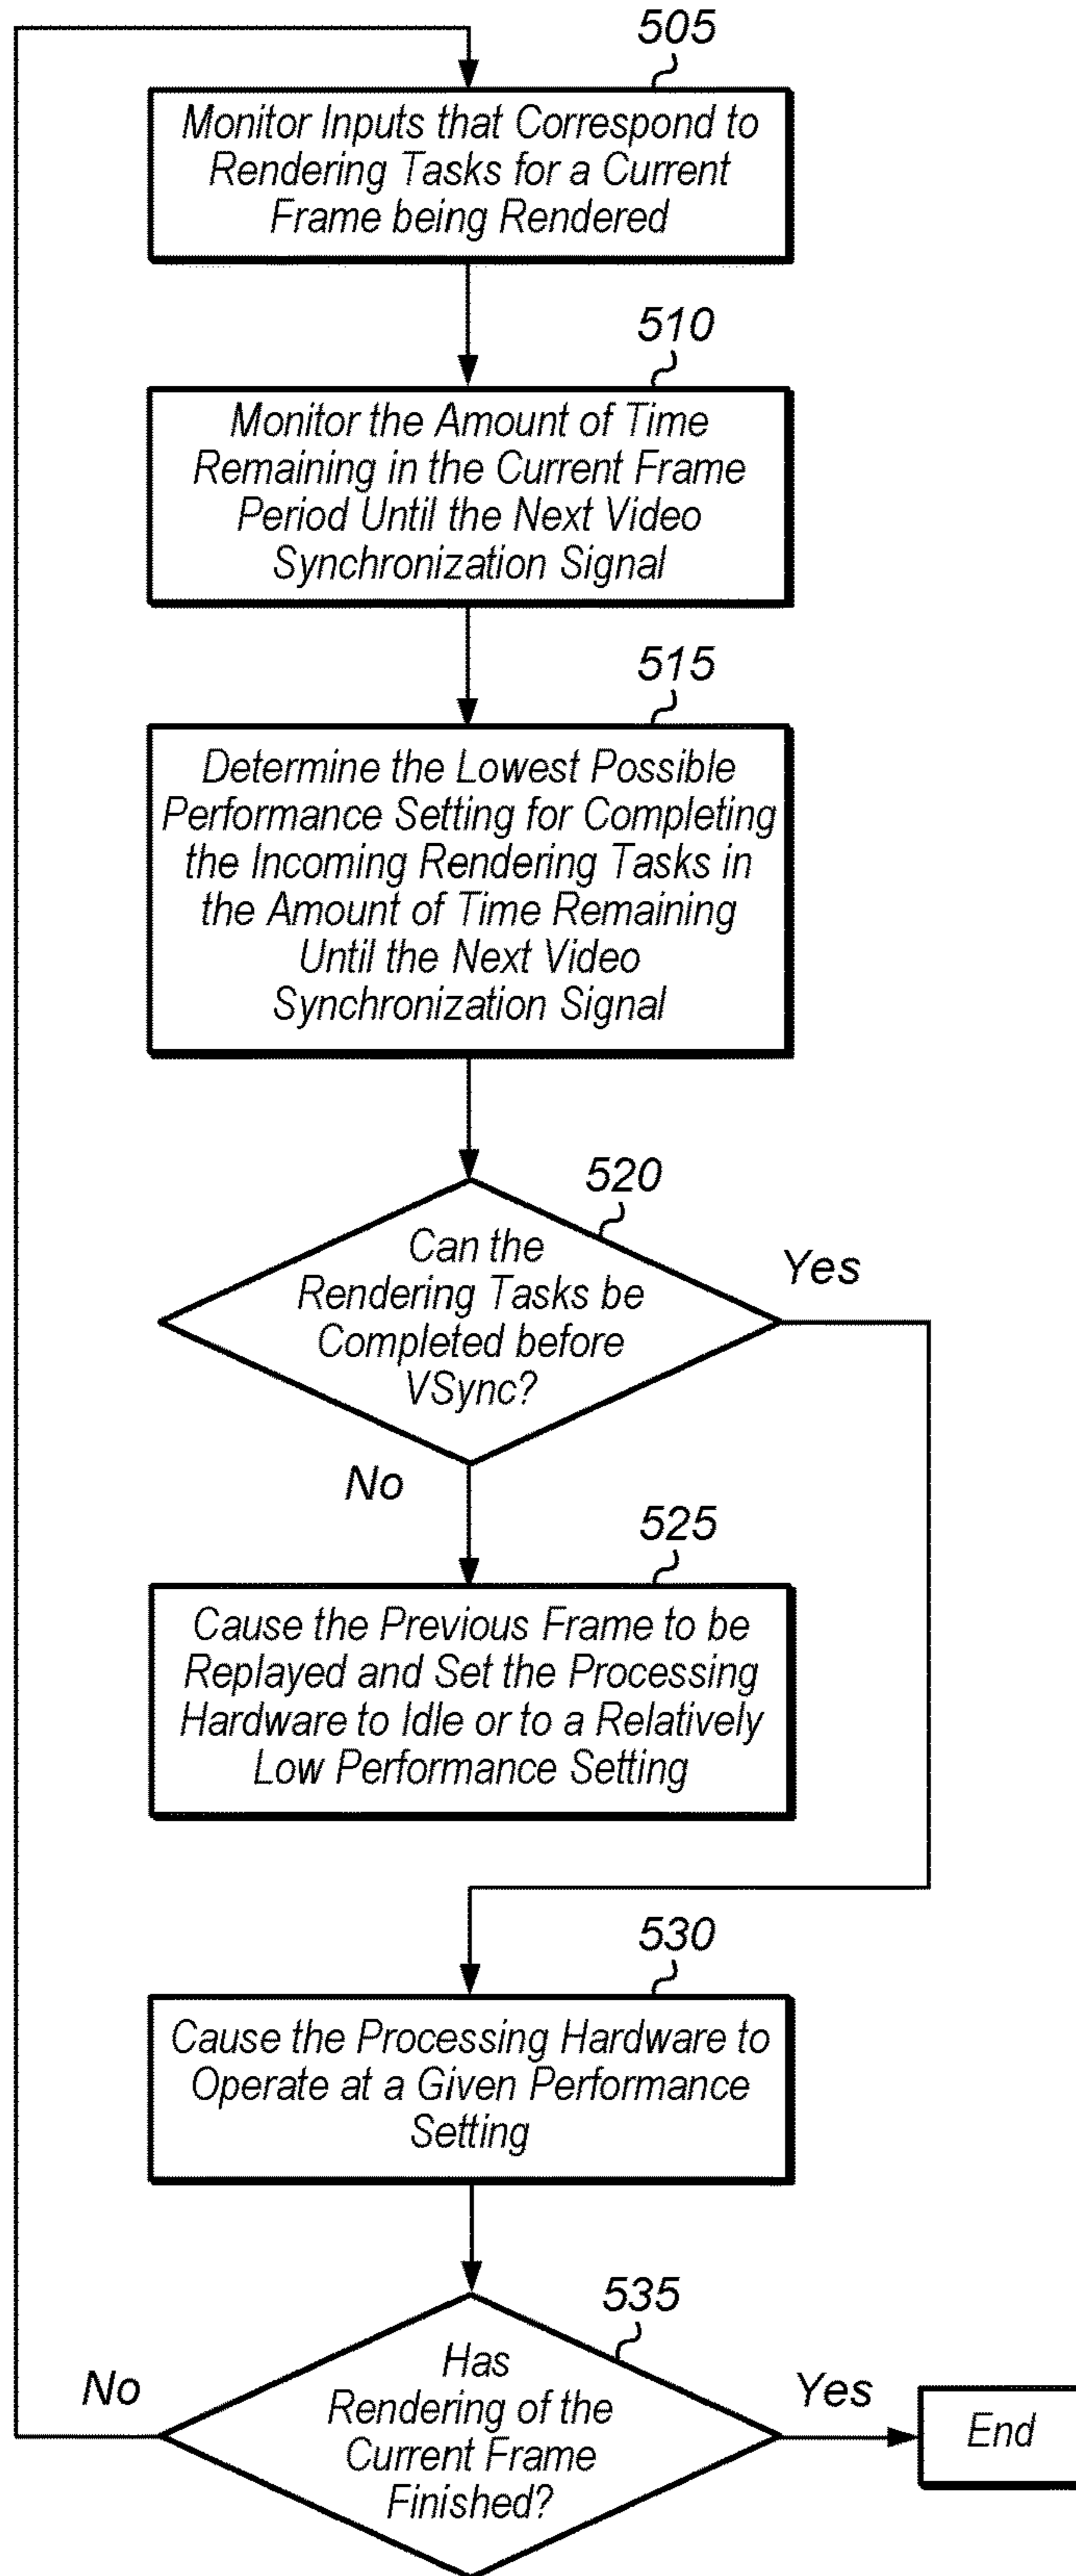 505
Monitor Inputs that Correspond to
Rendering Tasks for a Current
Frame being Rendered
510
Monitor the Amount of Time
Remaining in the Current Frame
Period Until the Next Video
Synchronization Signal
515
Determine the Lowest Possible
Performance Setting for Completing
the Incoming Rendering Tasks in
the Amount of Time Remaining
Until the Next Video
Synchronization Signal
520
Can the
Rendering Tasks be
Completed before
VSync?
Yes
No
525
Cause the Previous Frame to be
Replayed and Set the Processing
Hardware to Idle or to a Relatively
Low Performance Setting
530
Cause the Processing Hardware to
Operate at a Given Performance
Setting
535
Has
Rendering of the
Current Frame
Finished?
No
Yes
End